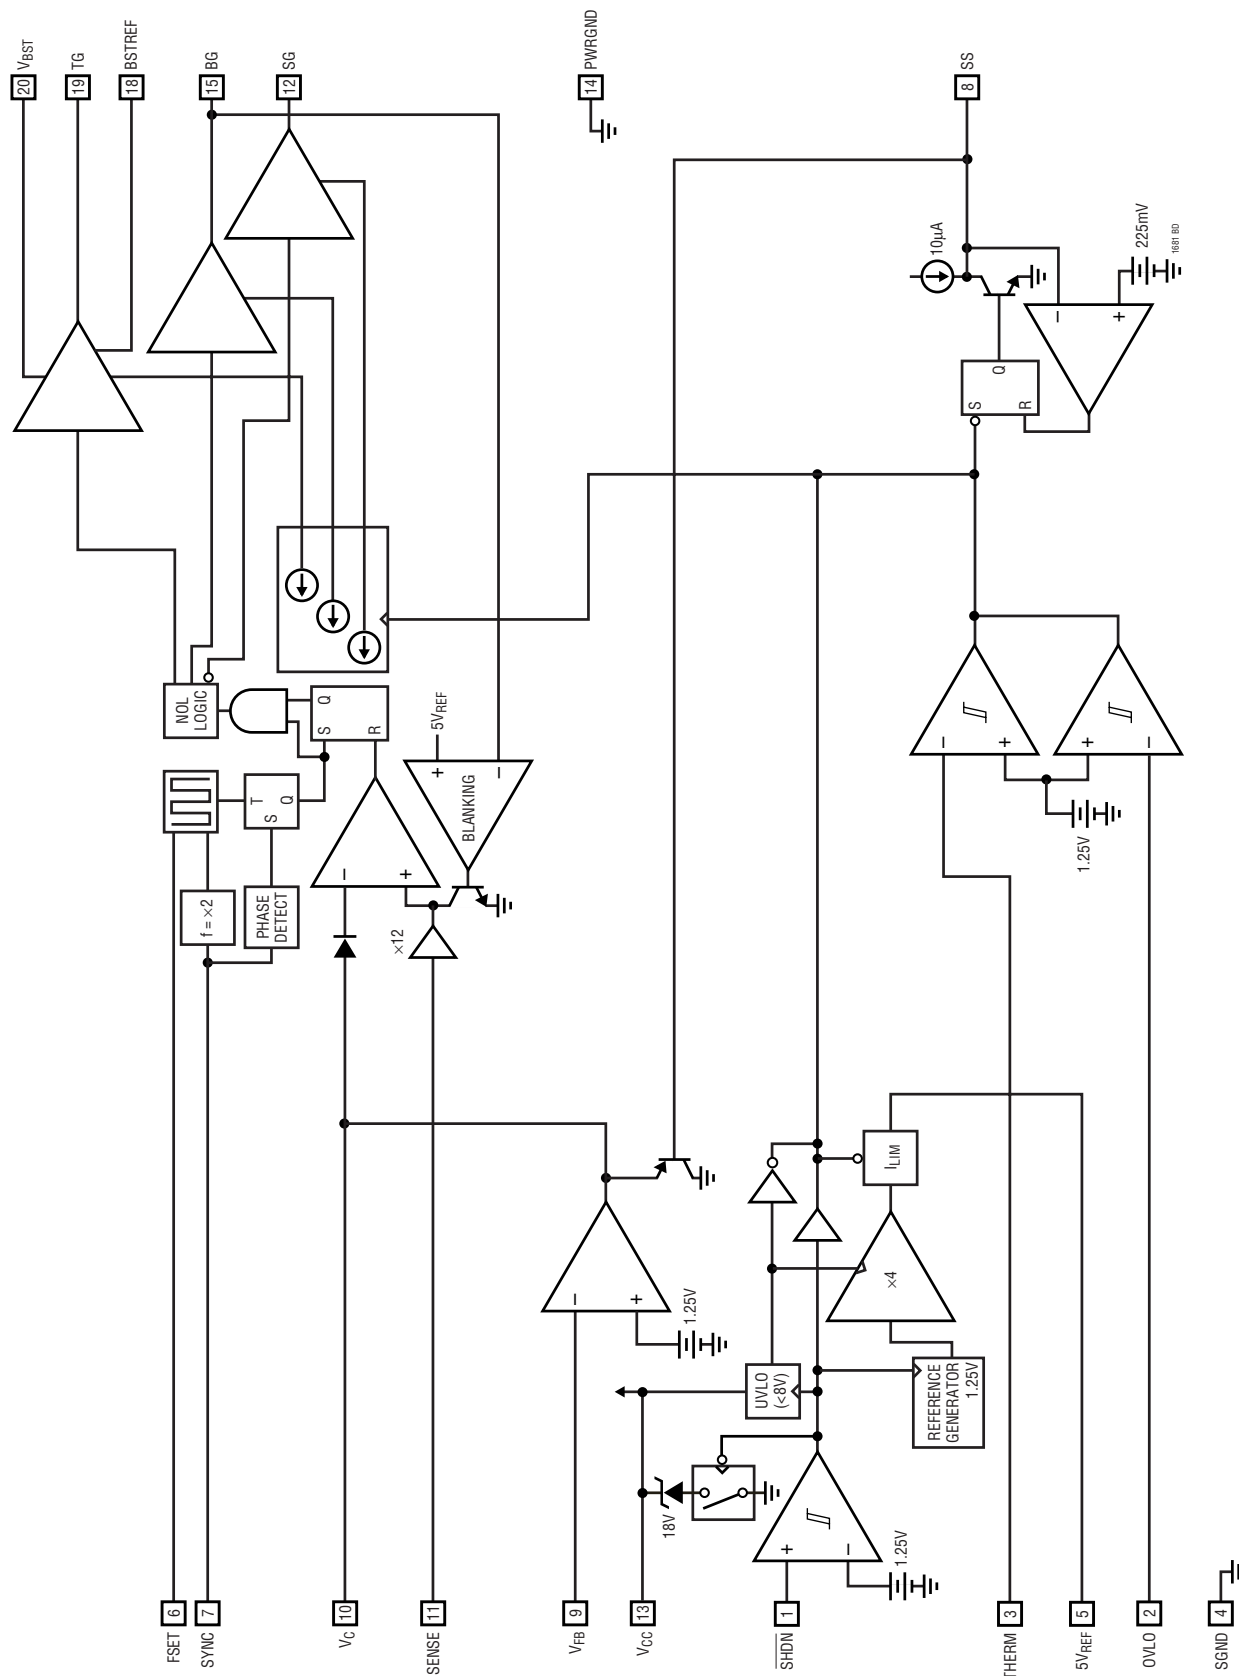 20 VBST
19 TG
18 BSTREF
15 BG
12 SG
14 PWRGND
8 SS
10µA
225mV
1681 BD
Q
S
R
−
+
NOL
LOGIC
S
Q
R
5VREF
+
−
BLANKING
T
S
Q
f = ×2
PHASE
DETECT
−
+
×12
−
+
+
−
1.25V
−
+
1.25V
ILIM
×4
UVLO
(<8V)
REFERENCE
GENERATOR
1.25V
18V
+
−
1.25V
FSET 6
SYNC 7
VC 10
SENSE 11
VFB 9
VCC 13
SHDN 1
THERM 3
5VREF 5
OVLO 2
SGND 4